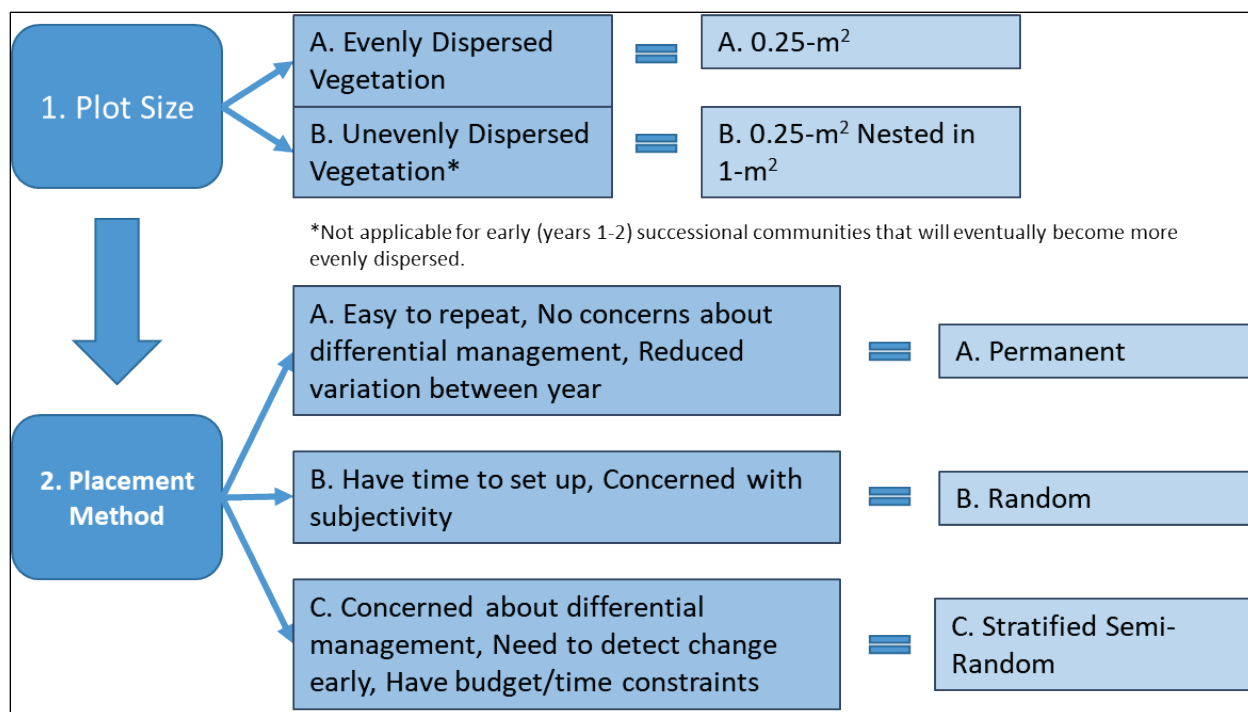 1. Plot Size
A. Evenly Dispersed
Vegetation
A. 0.25-m²
B. Unevenly Dispersed
Vegetation*
B. 0.25-m² Nested in
1-m²
*Not applicable for early (years 1-2) successional communities that will eventually become more
evenly dispersed.
2. Placement
Method
A. Easy to repeat, No concerns about
differential management, Reduced
variation between year
A. Permanent
B. Have time to set up, Concerned with
subjectivity
B. Random
C. Concerned about differential
management, Need to detect change
early, Have budget/time constraints
C. Stratified Semi-
Random